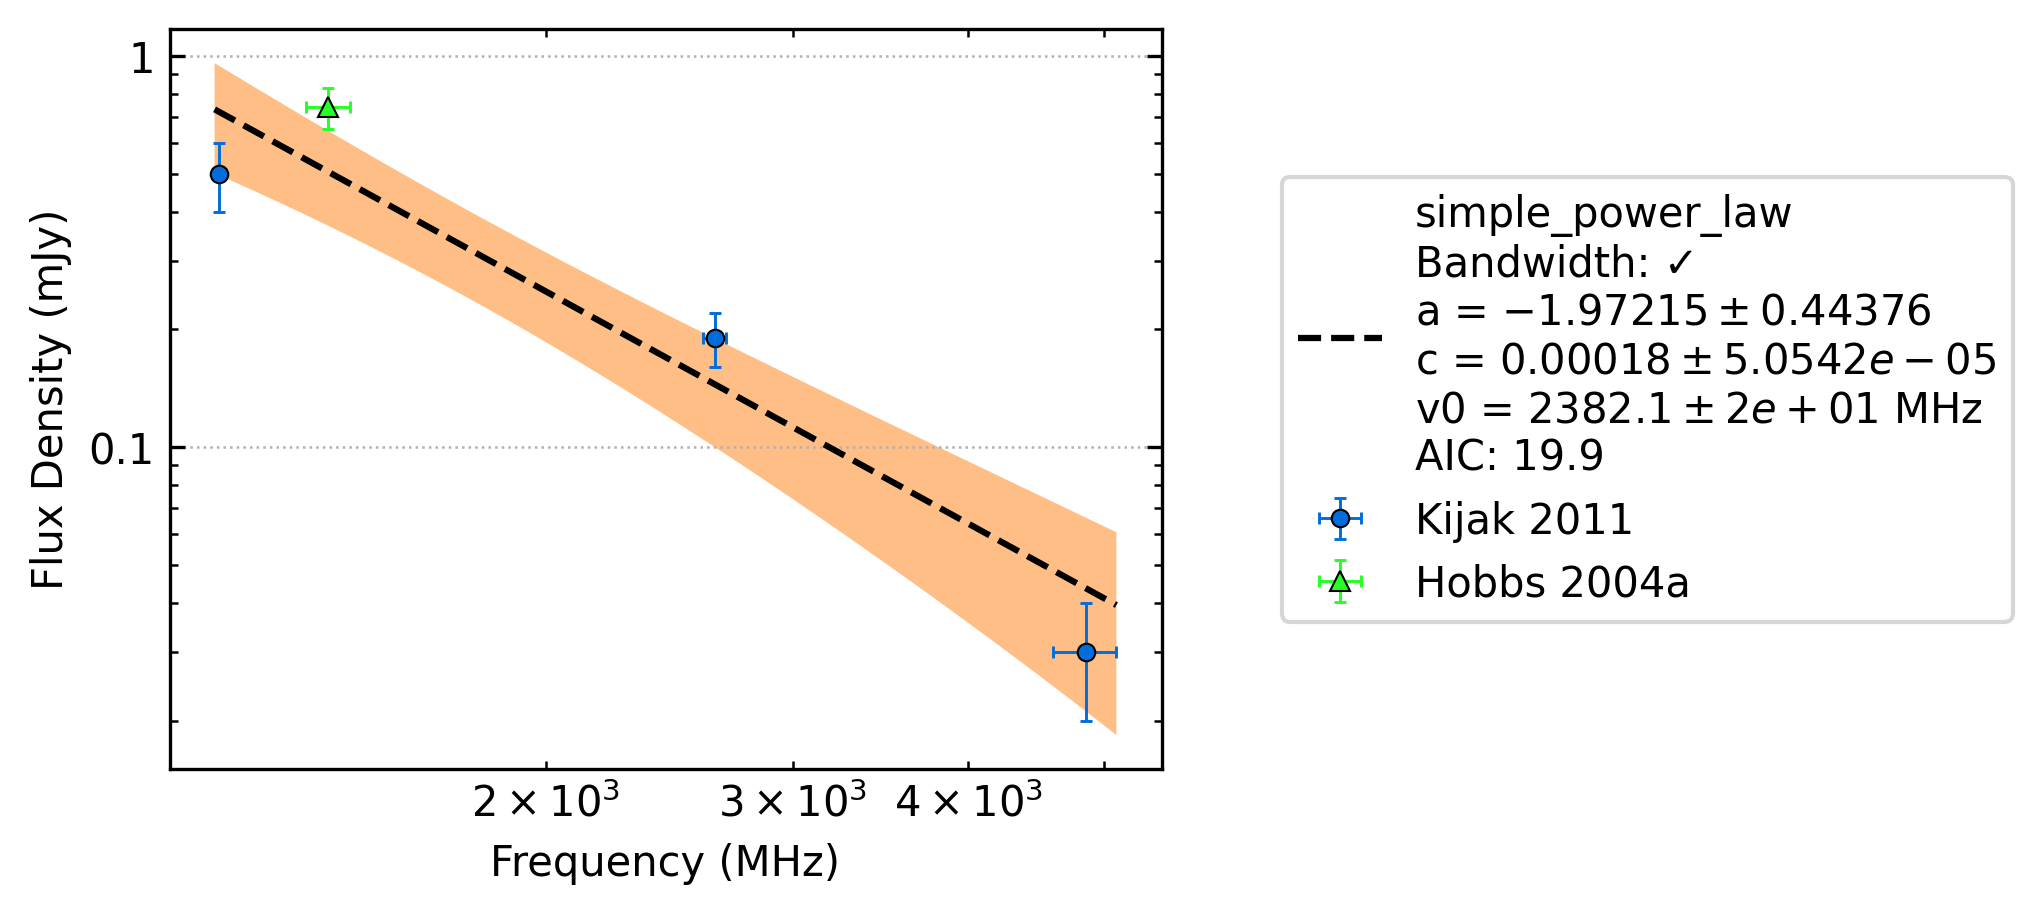 1
0.1
Flux Density (mJy)
2 × 10³
3 × 10³
4 × 10³
Frequency (MHz)
simple_power_law
Bandwidth: ✓
a = −1.97215 ± 0.44376
c = 0.00018 ± 5.0542e − 05
v0 = 2382.1 ± 2e + 01 MHz
AIC: 19.9
Kijak 2011
Hobbs 2004a